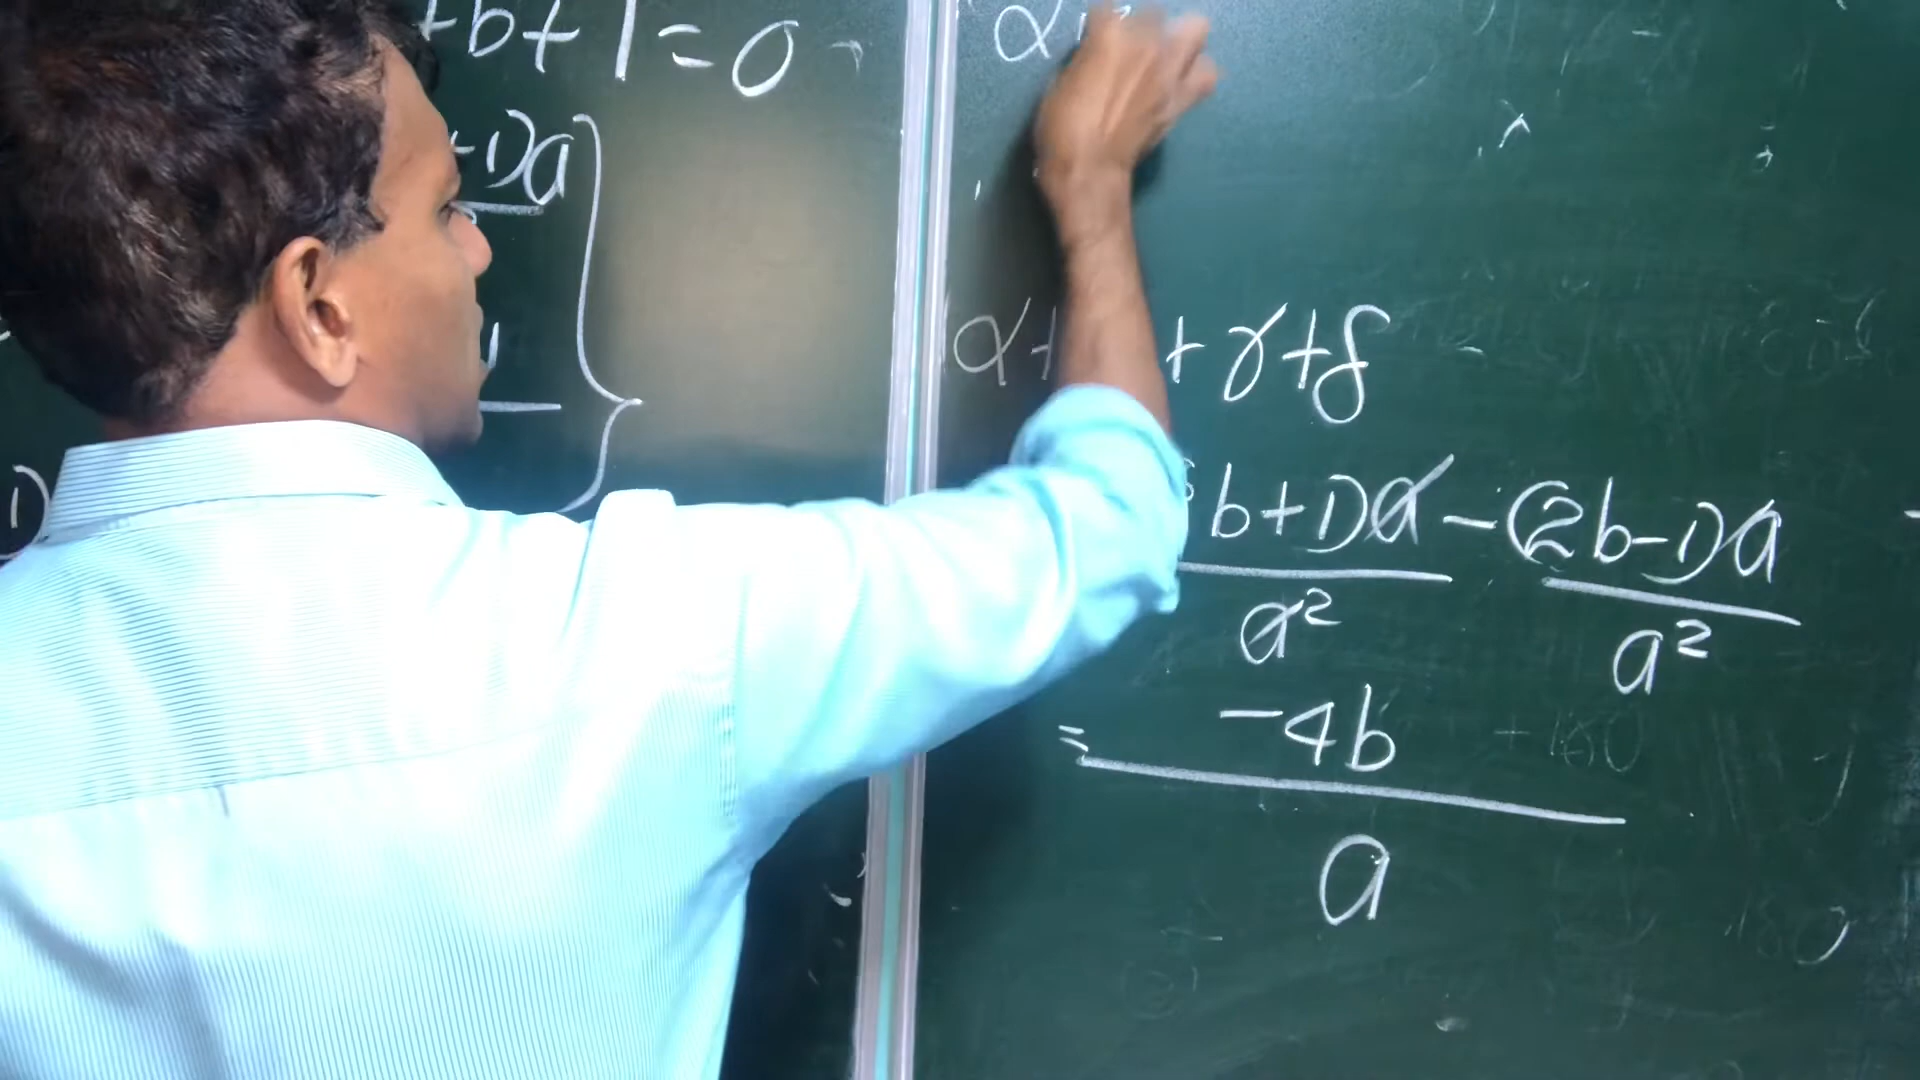 +b+1=0
+1)a
α
α+ +γ+δ
b+1)a -(2b-1)a
a² a²
= -4b
a